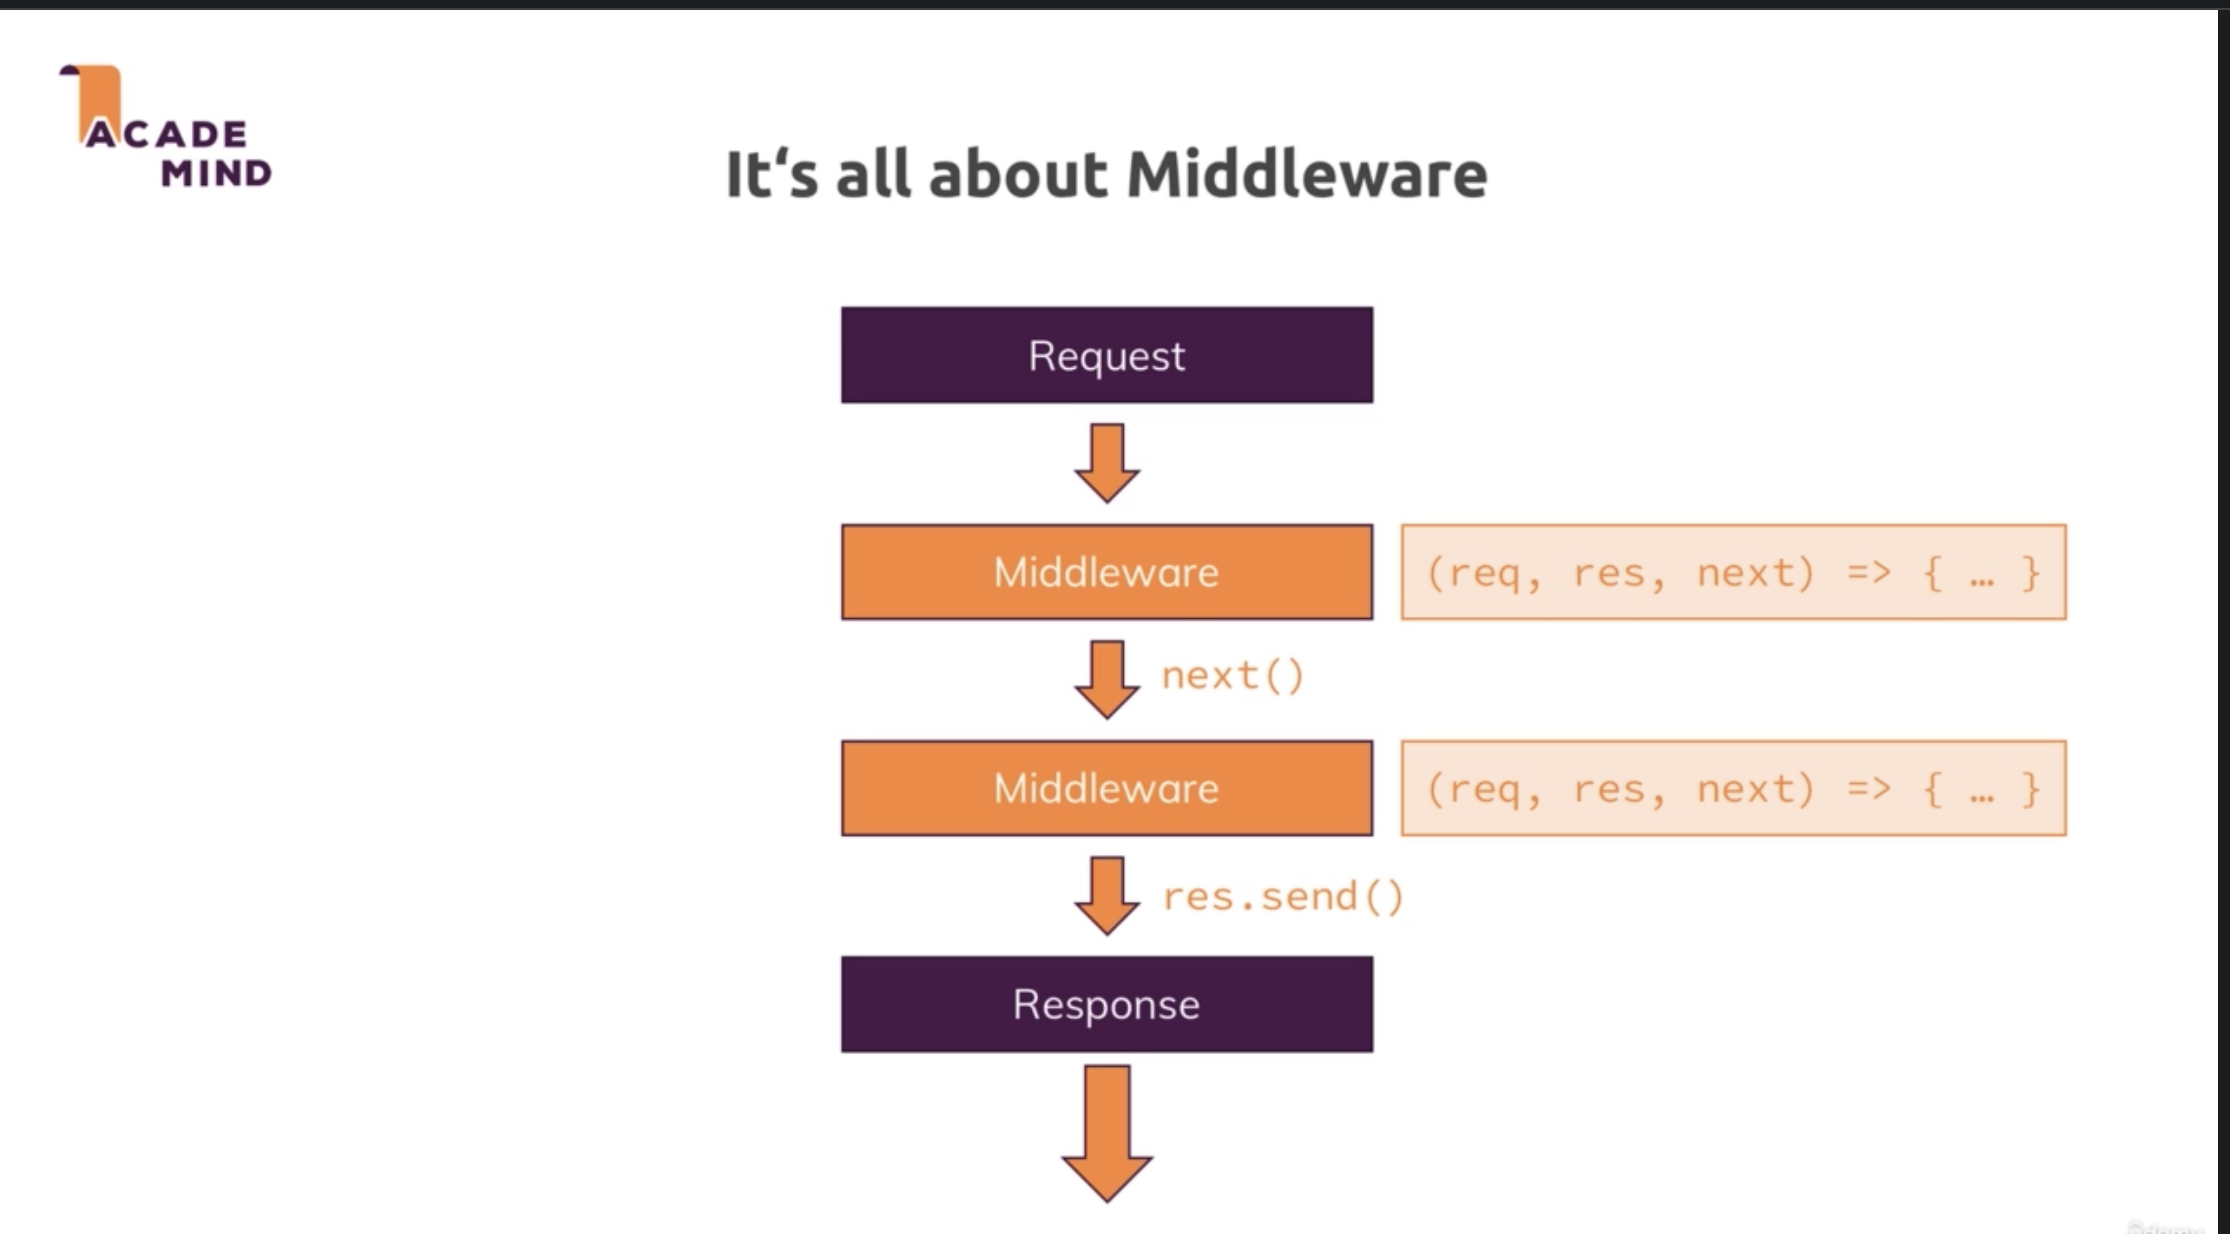 ACADE
MIND
It‘s all about Middleware
Request
Middleware
(req, res, next) => { … }
next()
Middleware
(req, res, next) => { … }
res.send()
Response